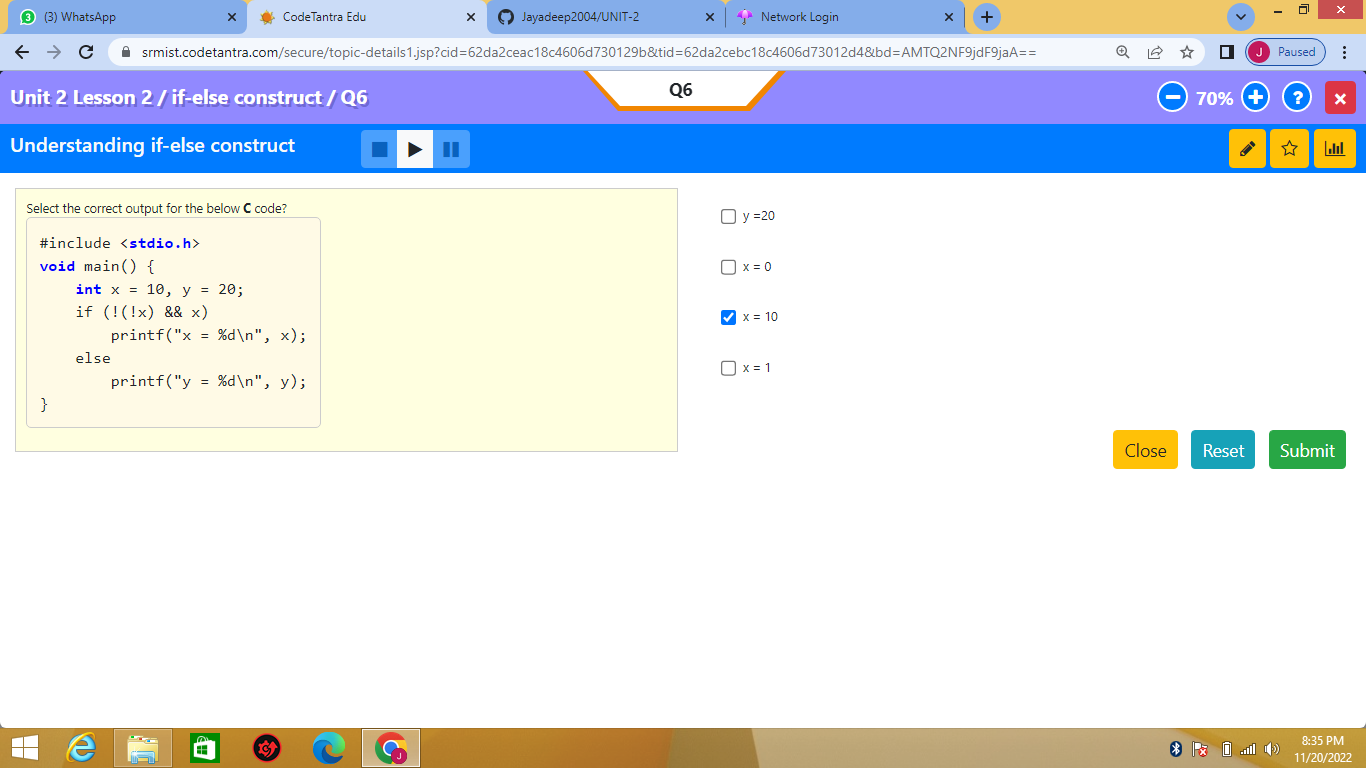 (3) WhatsApp
CodeTantra Edu
Jayadeep2004/UNIT-2
Network Login
srmist.codetantra.com/secure/topic-details1.jsp?cid=62da2ceac18c4606d730129b&tid=62da2cebc18c4606d73012d4&bd=AMTQ2NF9jdF9jaA==
J Paused
Unit 2 Lesson 2 / if-else construct / Q6
Q6
70%
?
Understanding if-else construct
Select the correct output for the below C code?
#include <stdio.h>
void main() {
int x = 10, y = 20;
if (!(!x) && x)
printf("x = %d\n", x);
else
printf("y = %d\n", y);
}
y =20
x = 0
x = 10
x = 1
Close
Reset
Submit
J
8:35 PM
11/20/2022